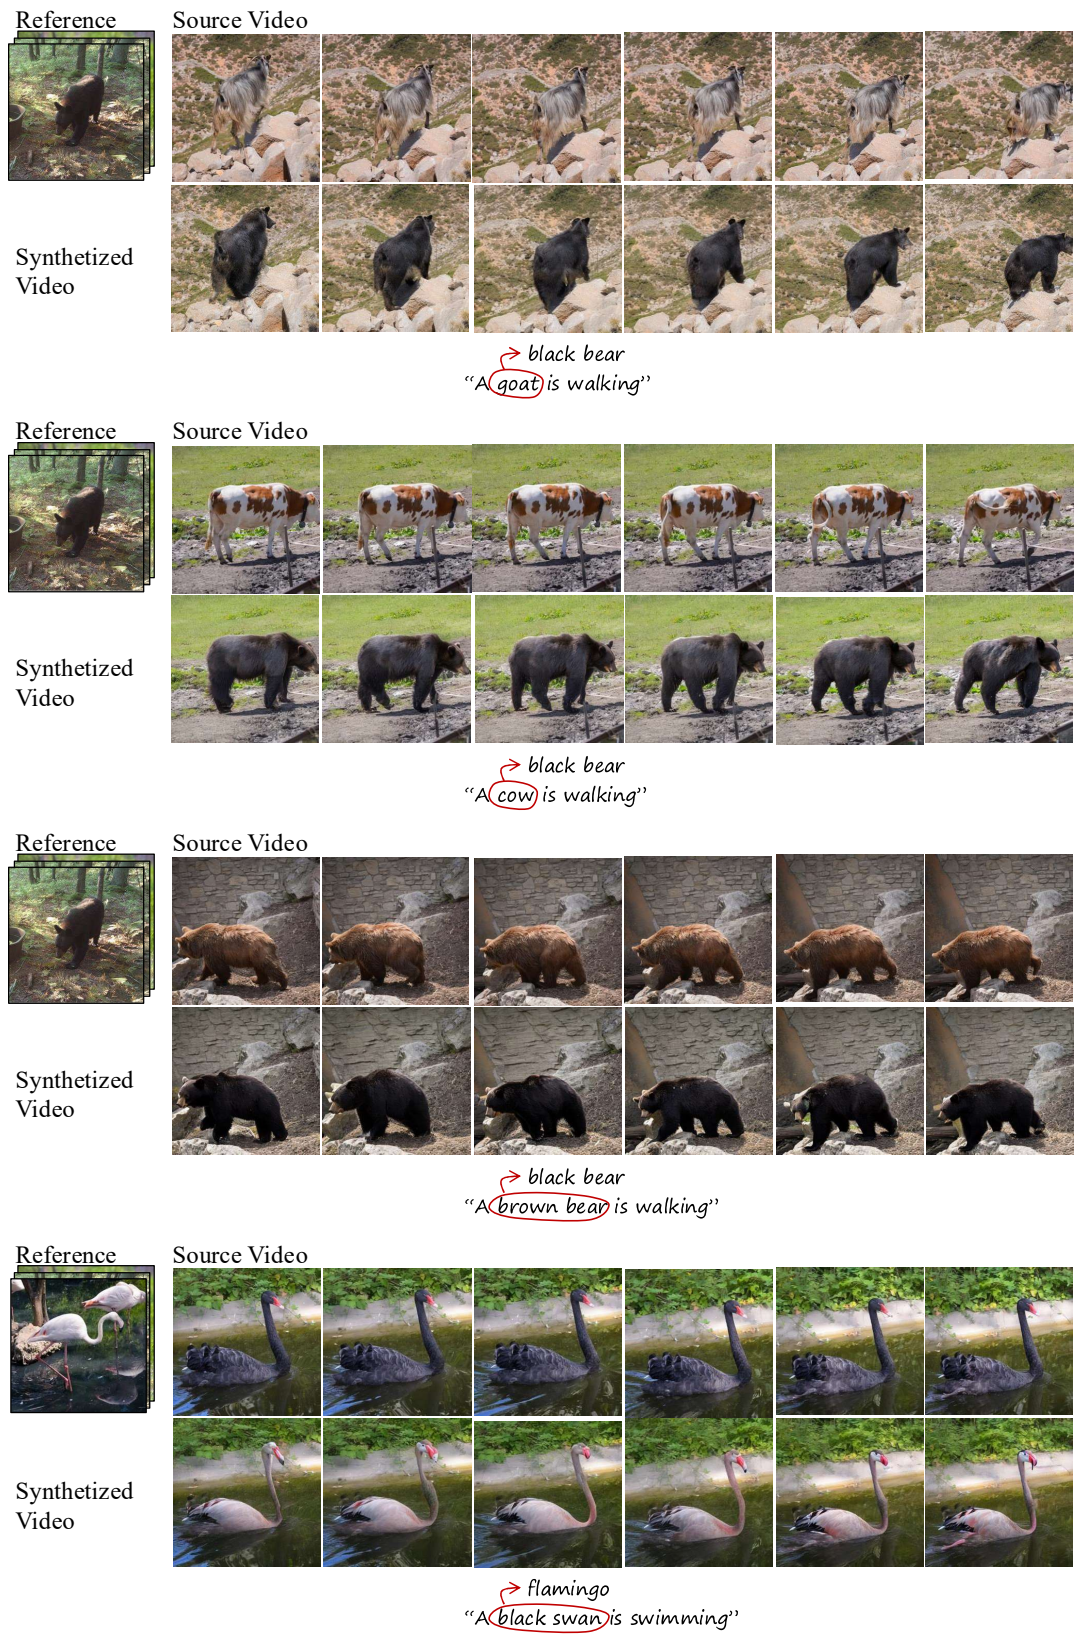 Reference Source Video
Synthetized
Video
black bear
“A goat is walking”
Reference Source Video
Synthetized
Video
black bear
“A cow is walking”
Reference Source Video
Synthetized
Video
black bear
“A brown bear is walking”
Reference Source Video
Synthetized
Video
flamingo
“A black swan is swimming”